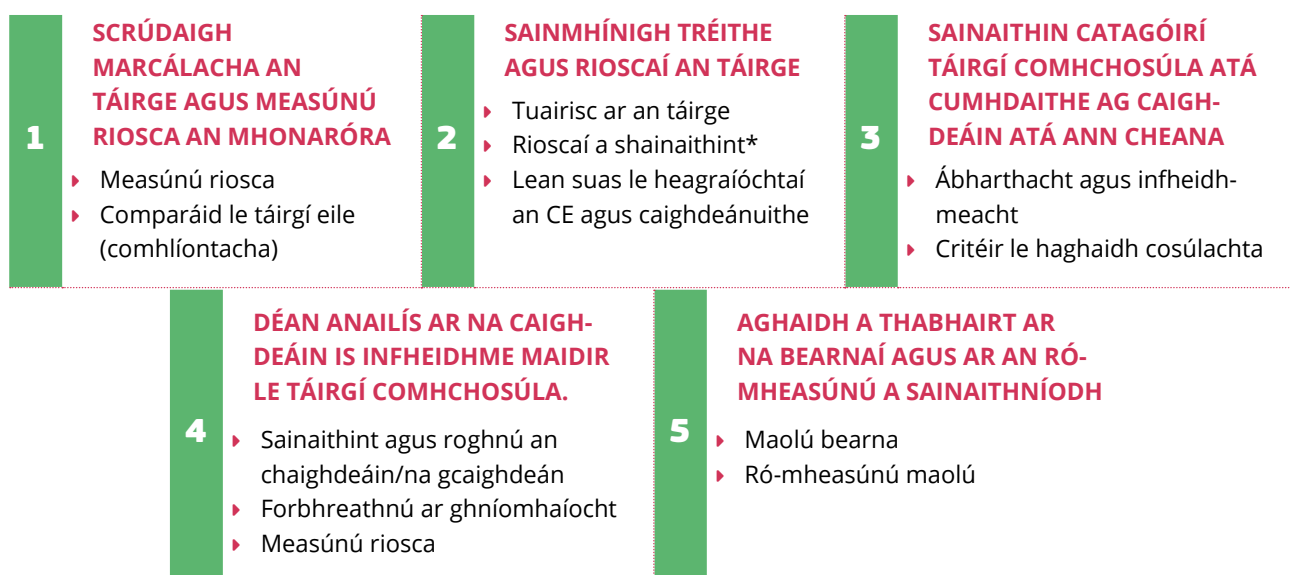 1
SCRÚDAIGH
MARCÁLACHA AN
TÁIRGE AGUS MEASÚNÚ
RIOSCA AN MHONARÓRA
Measúnú riosca
Comparáid le táirgí eile
(comhlíontacha)
2
SAINMHÍNIGH TRÉITHE
AGUS RIOSCAÍ AN TÁIRGE
Tuairisc ar an táirge
Rioscaí a shainaithint*
Lean suas le heagraíochtaí
an CE agus caighdeánuithe
3
SAINAITHIN CATAGÓIRÍ
TÁIRGÍ COMHCHOSÚLA ATÁ
CUMHDAITHE AG CAIGH-
DEÁIN ATÁ ANN CHEANA
Ábharthacht agus infheidh-
meacht
Critéir le haghaidh cosúlachta
4
DÉAN ANAILÍS AR NA CAIGH-
DEÁIN IS INFHEIDHME MAIDIR
LE TÁIRGÍ COMHCHOSÚLA.
Sainaithint agus roghnú an
chaighdeáin/na gcaighdeán
Forbhreathnú ar ghníomhaíocht
Measúnú riosca
5
AGHAIDH A THABHAIRT AR
NA BEARNAÍ AGUS AR AN RÓ-
MHEASÚNÚ A SAINAITHNÍODH
Maolú bearna
Ró-mheasúnú maolú